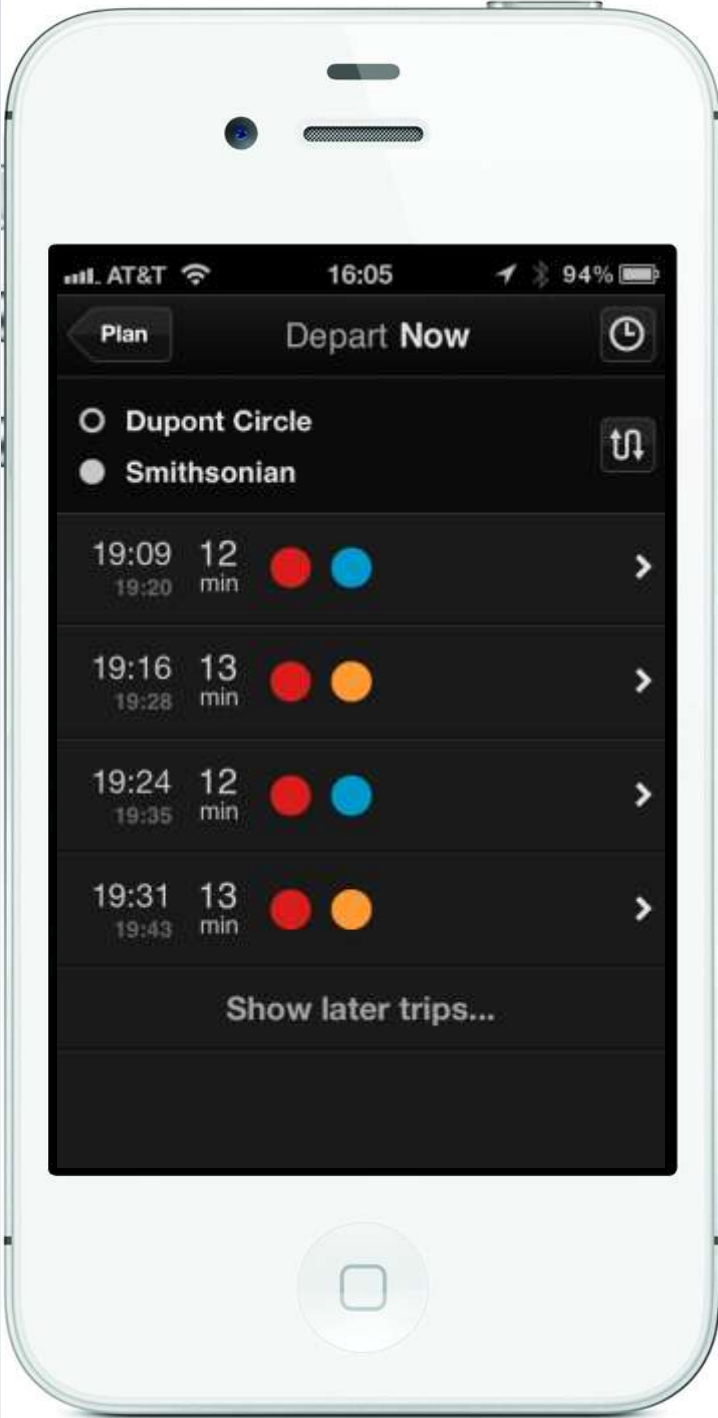 AT&T 16:05 94%
Plan Depart Now
Dupont Circle
Smithsonian
19:09 12
19:20 min
19:16 13
19:28 min
19:24 12
19:35 min
19:31 13
19:43 min
Show later trips...